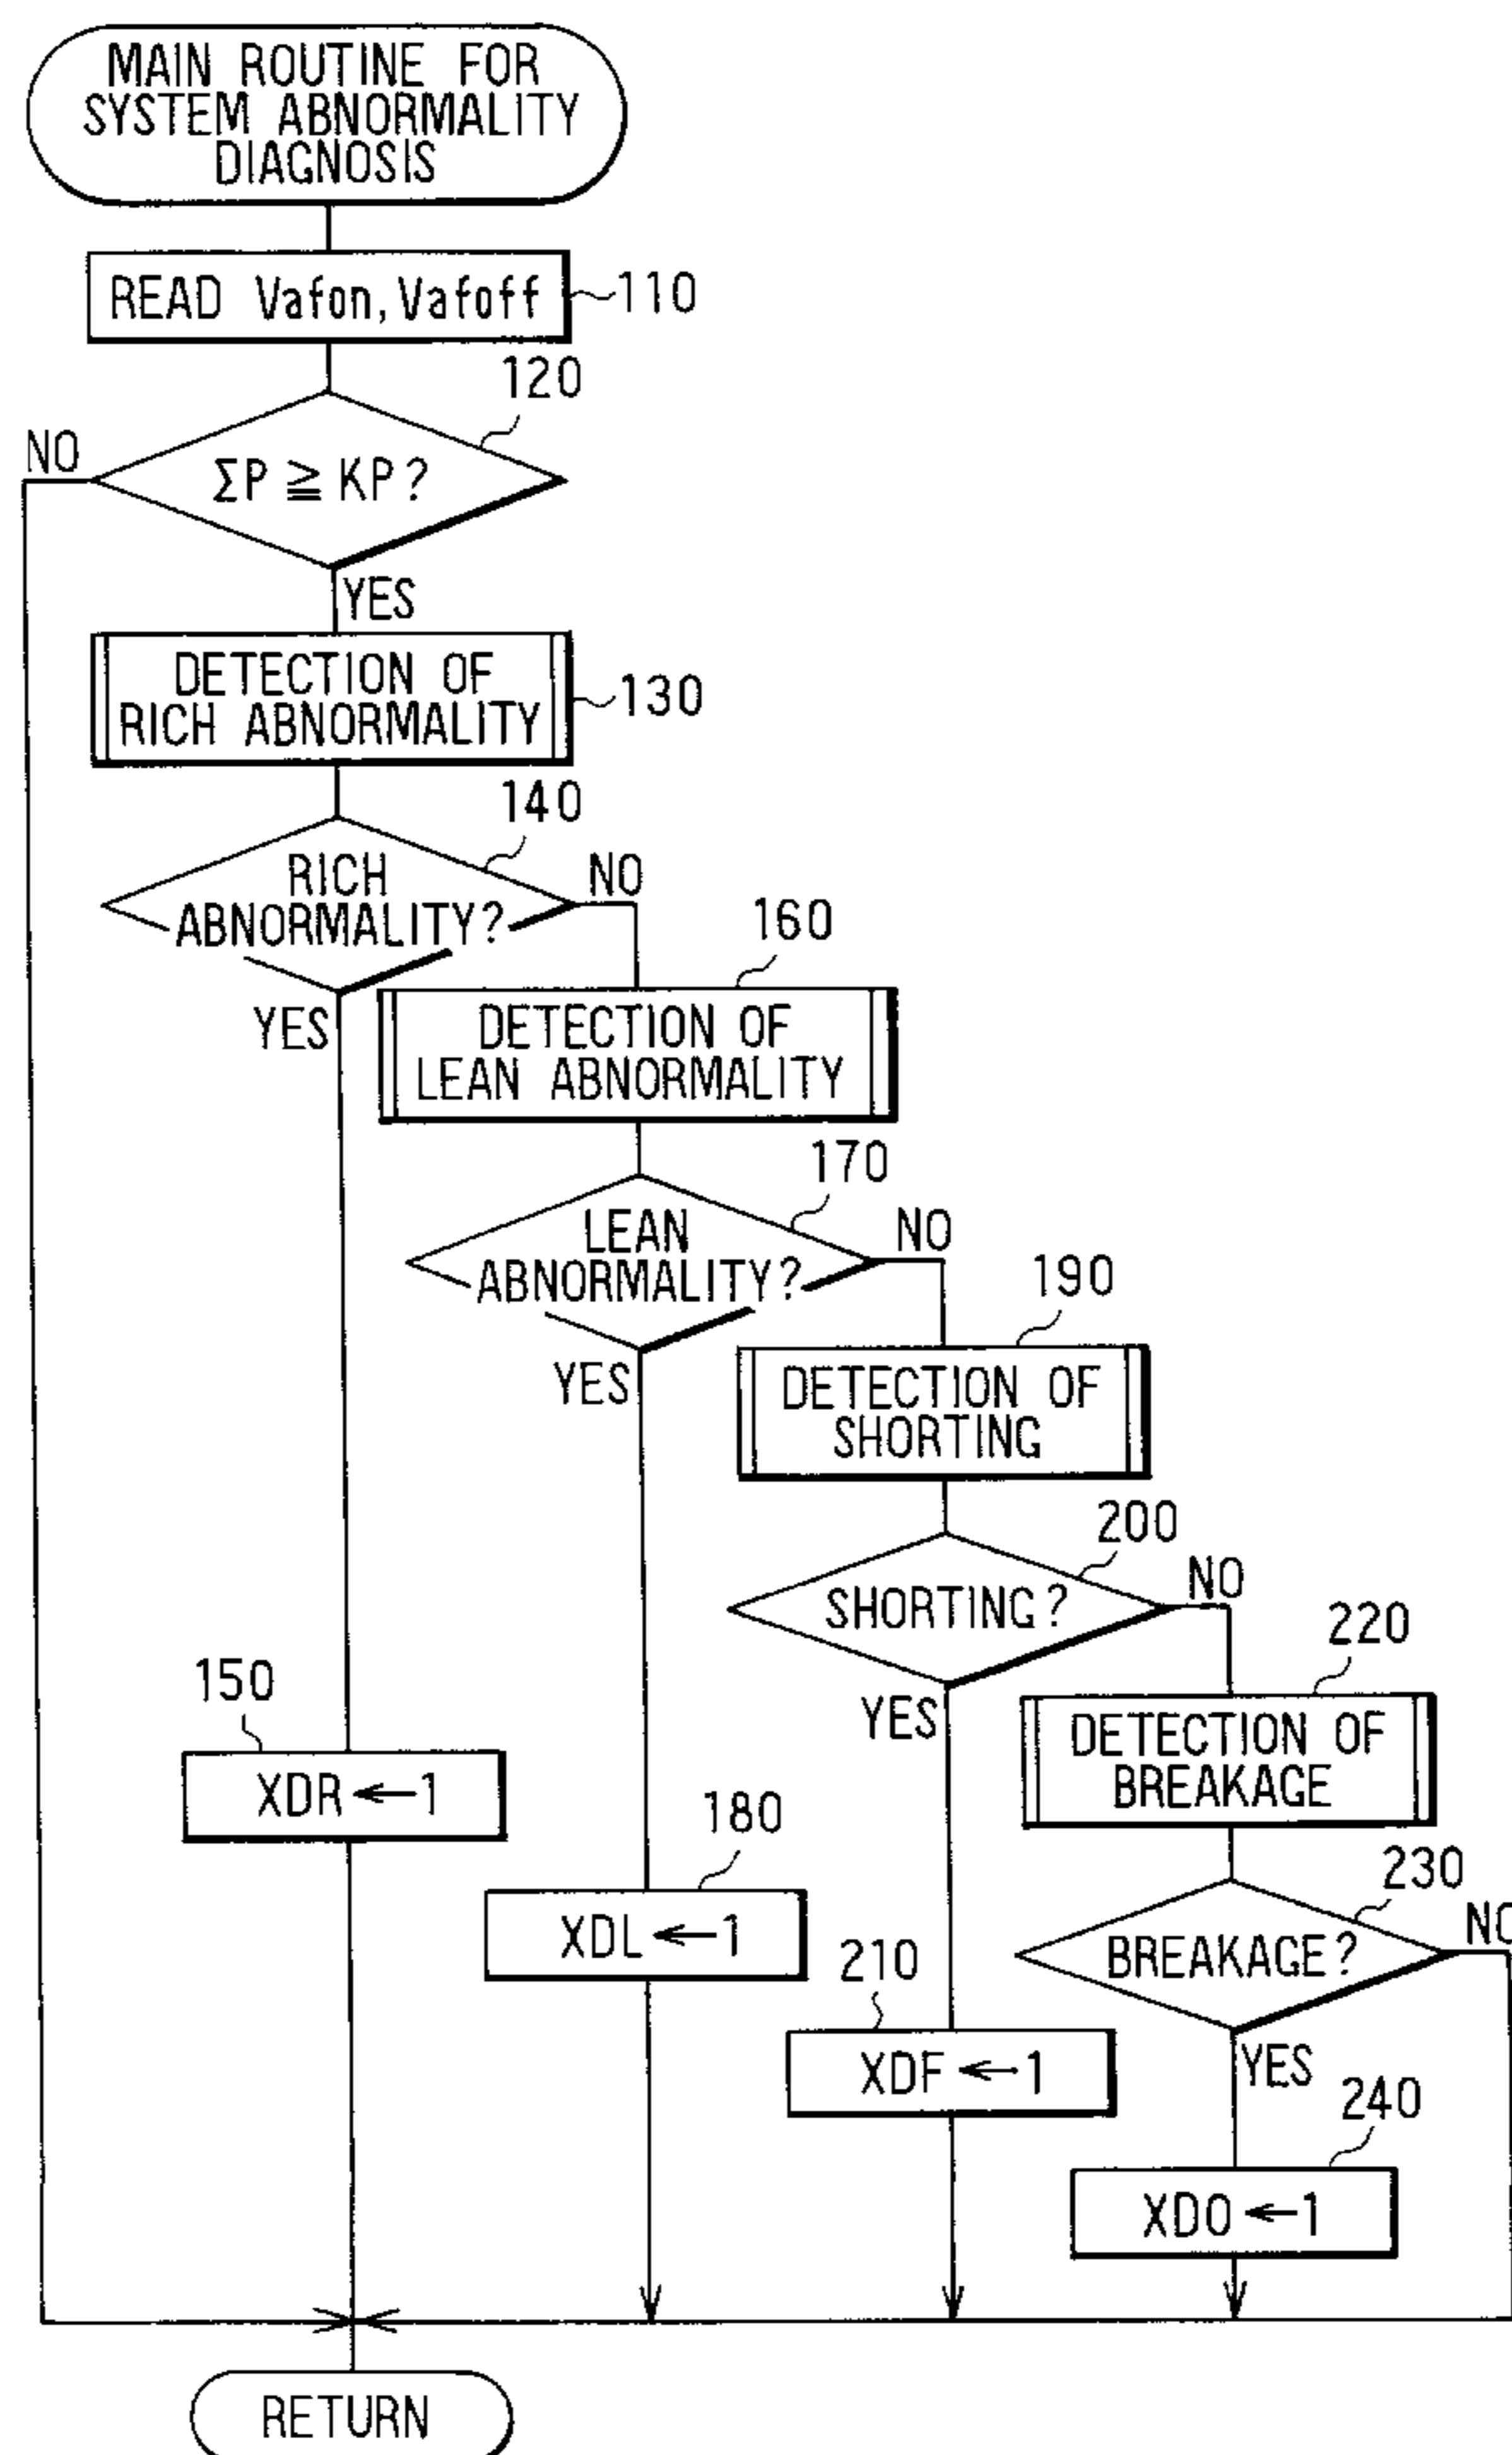 MAIN ROUTINE FOR
SYSTEM ABNORMALITY
DIAGNOSIS
READ Vafon, Vafoff
110
120
NO
ΣP ≧ KP?
YES
DETECTION OF
RICH ABNORMALITY
130
140
RICH
ABNORMALITY?
NO
YES
160
DETECTION OF
LEAN ABNORMALITY
170
LEAN
ABNORMALITY?
NO
YES
190
DETECTION OF
SHORTING
200
SHORTING?
NO
YES
220
DETECTION OF
BREAKAGE
150
XDR ← 1
180
XDL ← 1
230
BREAKAGE?
NO
YES
210
XDF ← 1
240
XDO ← 1
RETURN